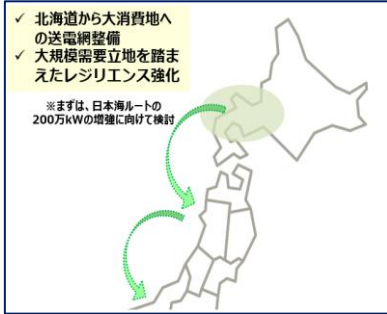 ✓ 北海道から大消費地へ
の送電網整備
✓ 大規模需要立地を踏ま
えたレジリエンス強化
※まずは、日本海ルートの
200万kWの増強に向けて検討